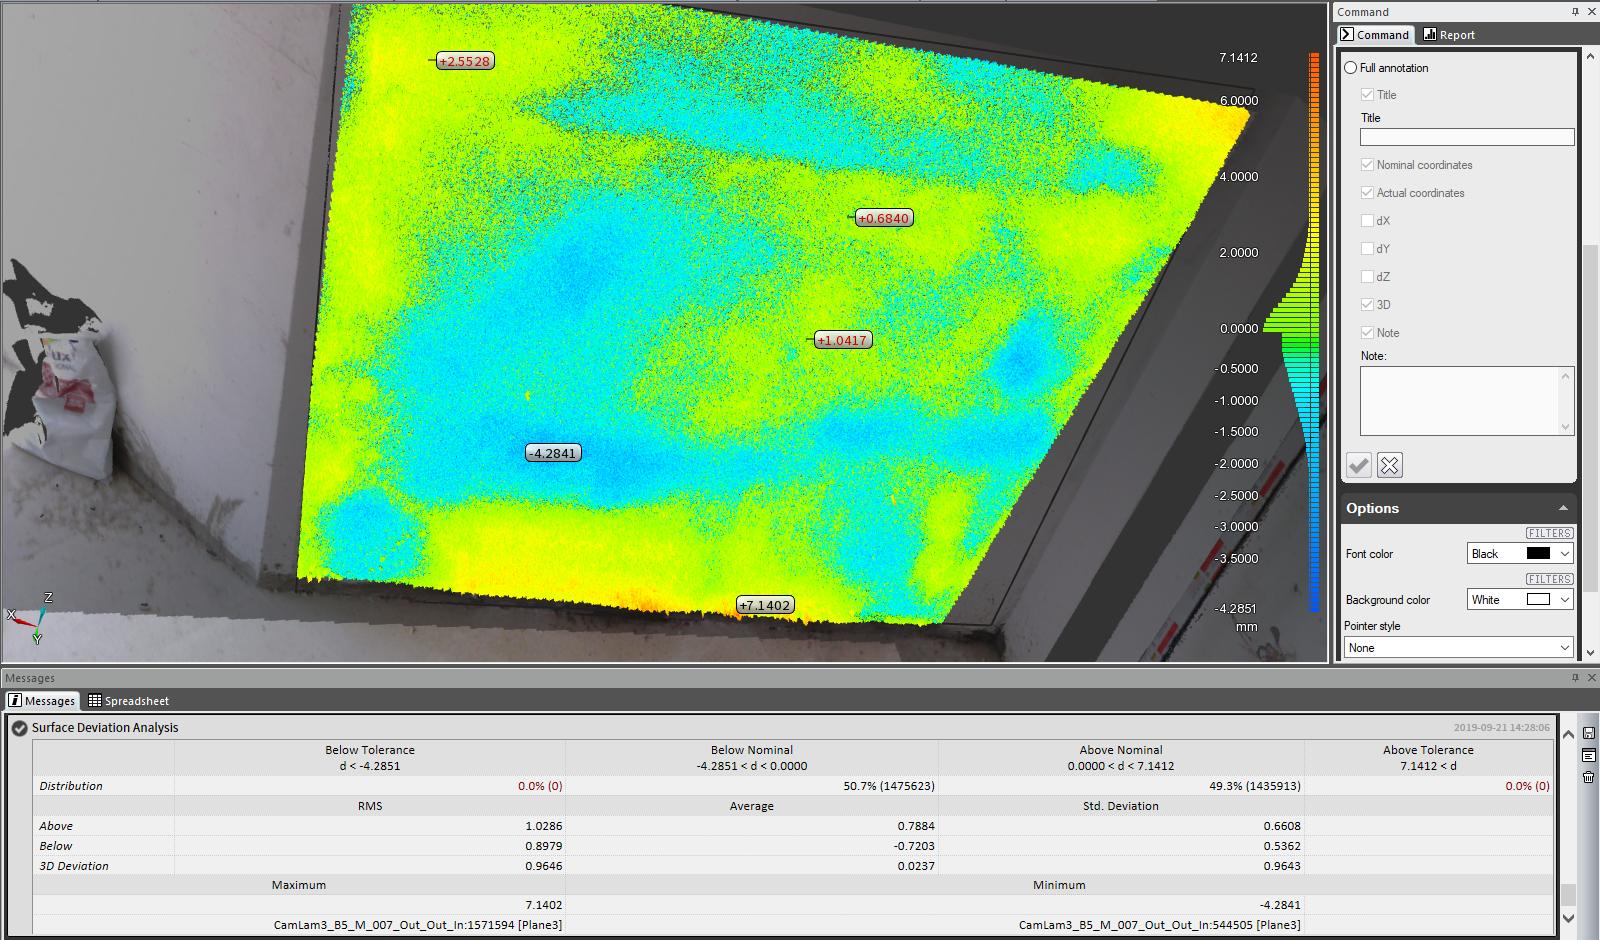 Command
Command Report
Full annotation
Title
Title
Nominal coordinates
Actual coordinates
dX
dY
dZ
3D
Note
Note:
Options
FILTERS
Font color Black
FILTERS
Background color White
Pointer style
None
+2.5528
+0.6840
+1.0417
-4.2841
+7.1402
7.1412
6.0000
4.0000
2.0000
0.0000
-0.5000
-1.0000
-1.5000
-2.0000
-2.5000
-3.0000
-3.5000
-4.2851
mm
Z
X
Y
Messages
Messages Spreadsheet
Surface Deviation Analysis 2019-09-21 14:28:06
Below Tolerance Below Nominal Above Nominal Above Tolerance
d < -4.2851 -4.2851 < d < 0.0000 0.0000 < d < 7.1412 7.1412 < d
Distribution 0.0% (0) 50.7% (1475623) 49.3% (1435913) 0.0% (0)
RMS Average Std. Deviation
Above 1.0286 0.7884 0.6608
Below 0.8979 -0.7203 0.5362
3D Deviation 0.9646 0.0237 0.9643
Maximum Minimum
7.1402 -4.2841
CamLam3_B5_M_007_Out_Out_In:1571594 [Plane3] CamLam3_B5_M_007_Out_Out_In:544505 [Plane3]